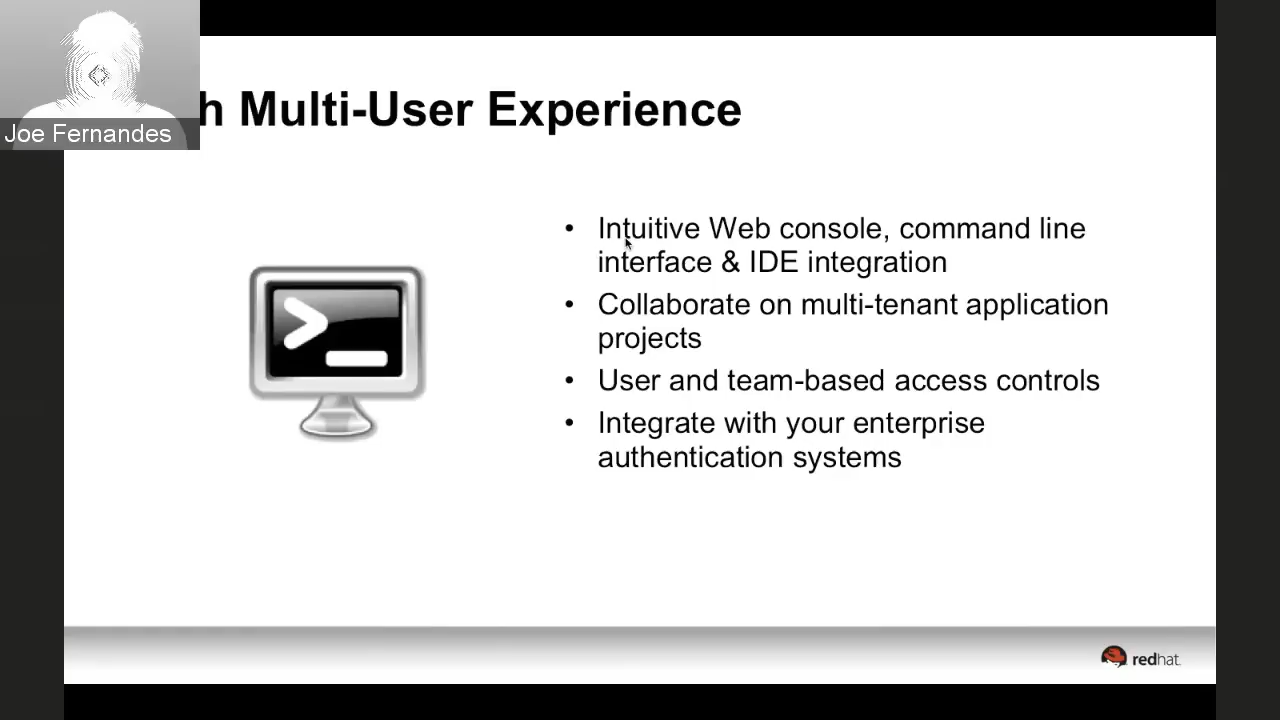 h Multi-User Experience
Joe Fernandes
• Intuitive Web console, command line
interface & IDE integration
• Collaborate on multi-tenant application
projects
• User and team-based access controls
• Integrate with your enterprise
authentication systems
redhat.